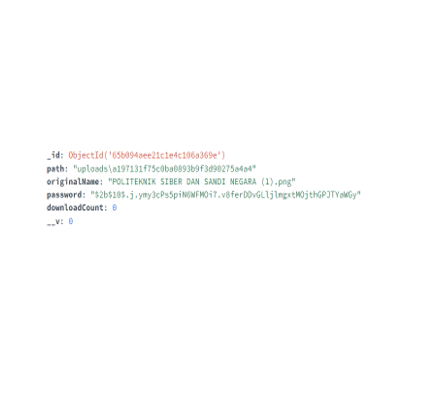 _id: ObjectId('65b094aee21c1e4c106a369e')
path: "uploads\a197131f75c0ba0893b9f3d90275a4a4"
originalName: "POLITEKNIK SIBER DAN SANDI NEGARA (1).png"
password: "$2b$10$.j.ymy3cPs5piN6WFMOi7.v8ferDDvGLljlmgxtMOjthGPJTYaWGy"
downloadCount: 0
__v: 0